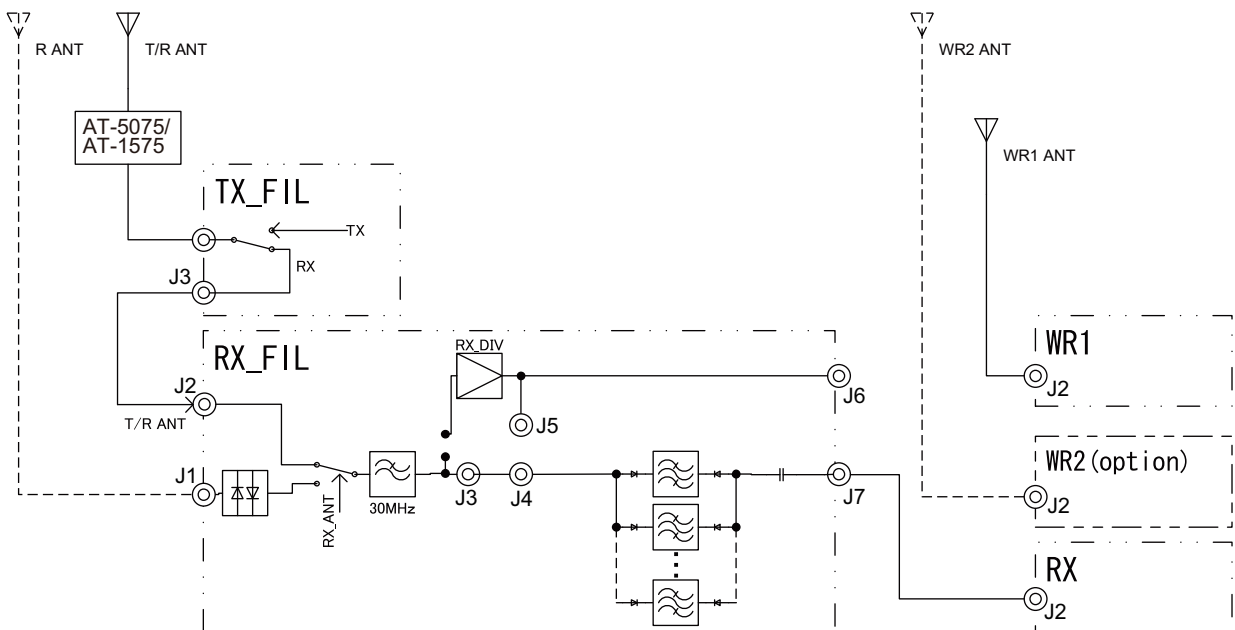 R ANT
T/R ANT
WR2 ANT
WR1 ANT
AT-5075/
AT-1575
TX_FIL
TX
RX
J3
RX_FIL
RX_DIV
WR1
J2
J2
T/R ANT
J6
J5
WR2(option)
J2
J1
RX_ANT
30MHz
J3
J4
J7
RX
J2